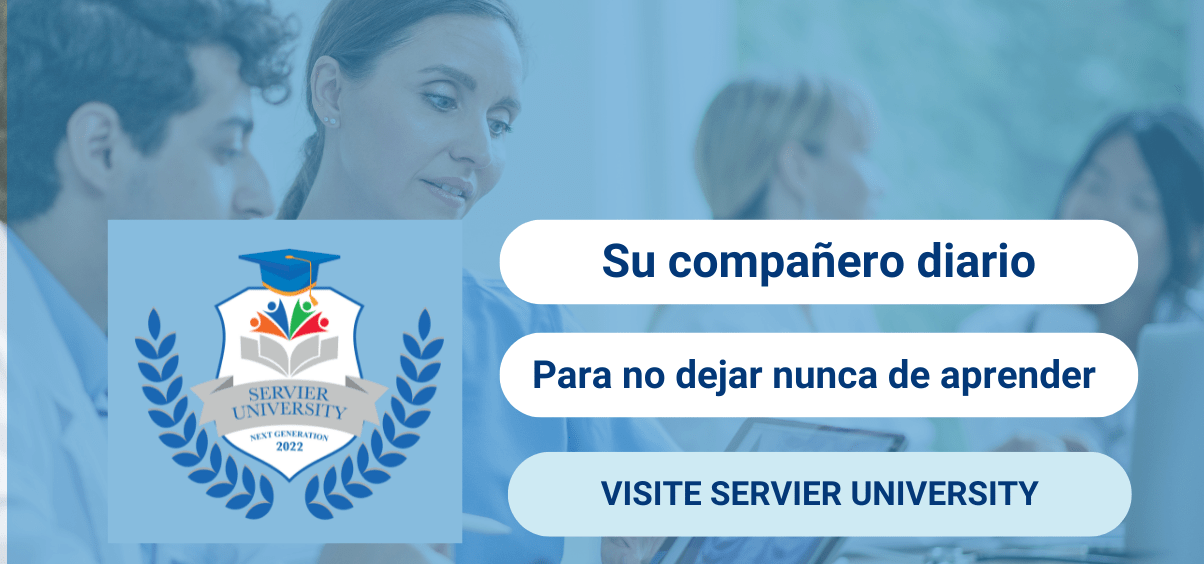 SERVIER
UNIVERSITY
NEXT GENERATION
2022
Su compañero diario
Para no dejar nunca de aprender
VISITE SERVIER UNIVERSITY